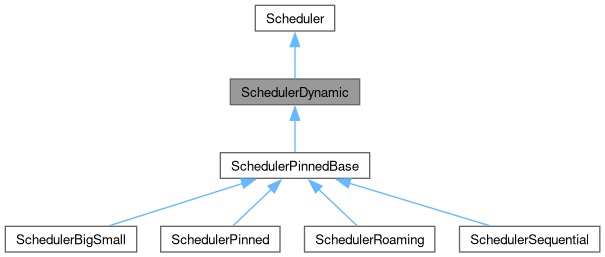 Scheduler
SchedulerDynamic
SchedulerPinnedBase
SchedulerBigSmall
SchedulerPinned
SchedulerRoaming
SchedulerSequential